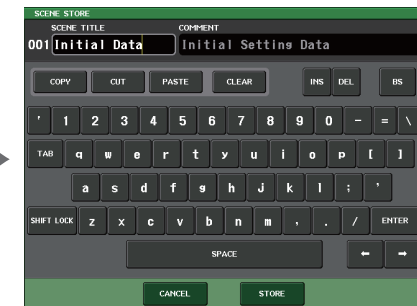 SCENE STORE
SCENE TITLE COMMENT
001 Initial Data Initial Setting Data
COPY CUT PASTE CLEAR INS DEL BS
' 1 2 3 4 5 6 7 8 9 0 - = \
TAB q w e r t y u i o p [ ]
a s d f g h j k l ; '
SHIFT LOCK z x c v b n m , . / ENTER
SPACE ← →
CANCEL STORE